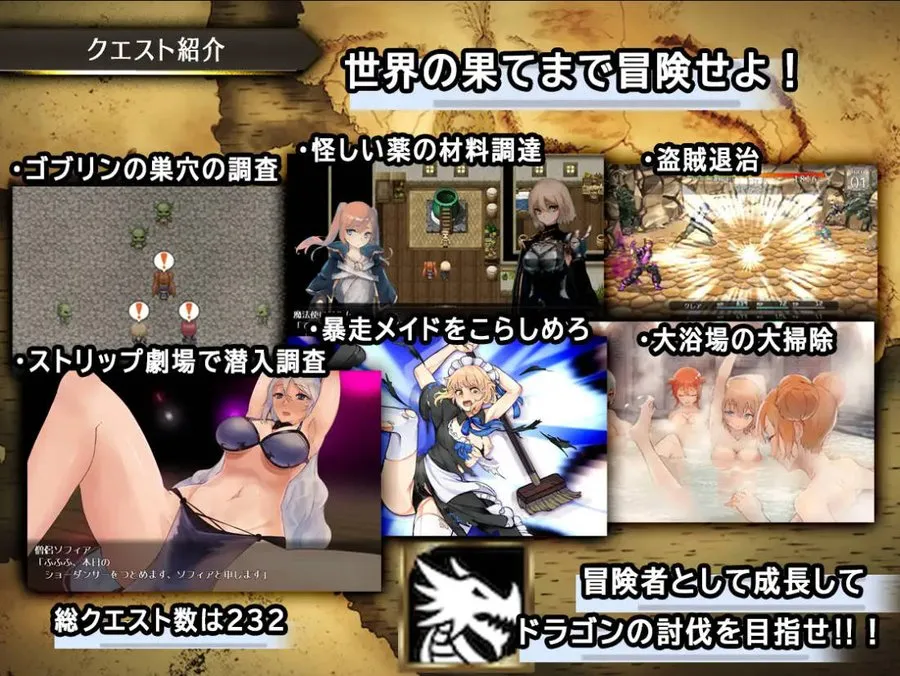 クエスト紹介
世界の果てまで冒険せよ!
・ゴブリンの巣穴の調査
・怪しい薬の材料調達
・盗賊退治
・ストリップ劇場で潜入調査
・暴走メイドをこらしめろ
・大浴場の大掃除
僧侶ソフィア
「ふふふ、本日の
ショーダンサーをつとめます、ソフィアと申します」
総クエスト数は232
冒険者として成長して
ドラゴンの討伐を目指せ!!!